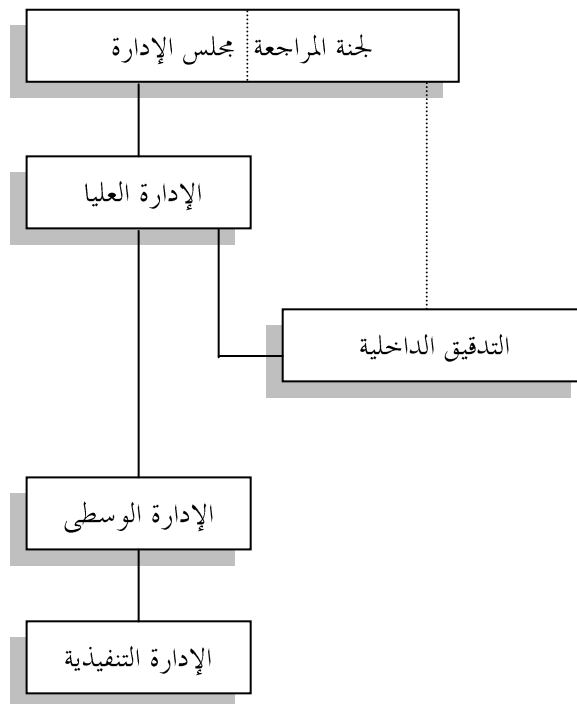 لجنة المراجعة مجلس الإدارة
الإدارة العليا
التدقيق الداخلية
الإدارة الوسطى
الإدارة التنفيذية